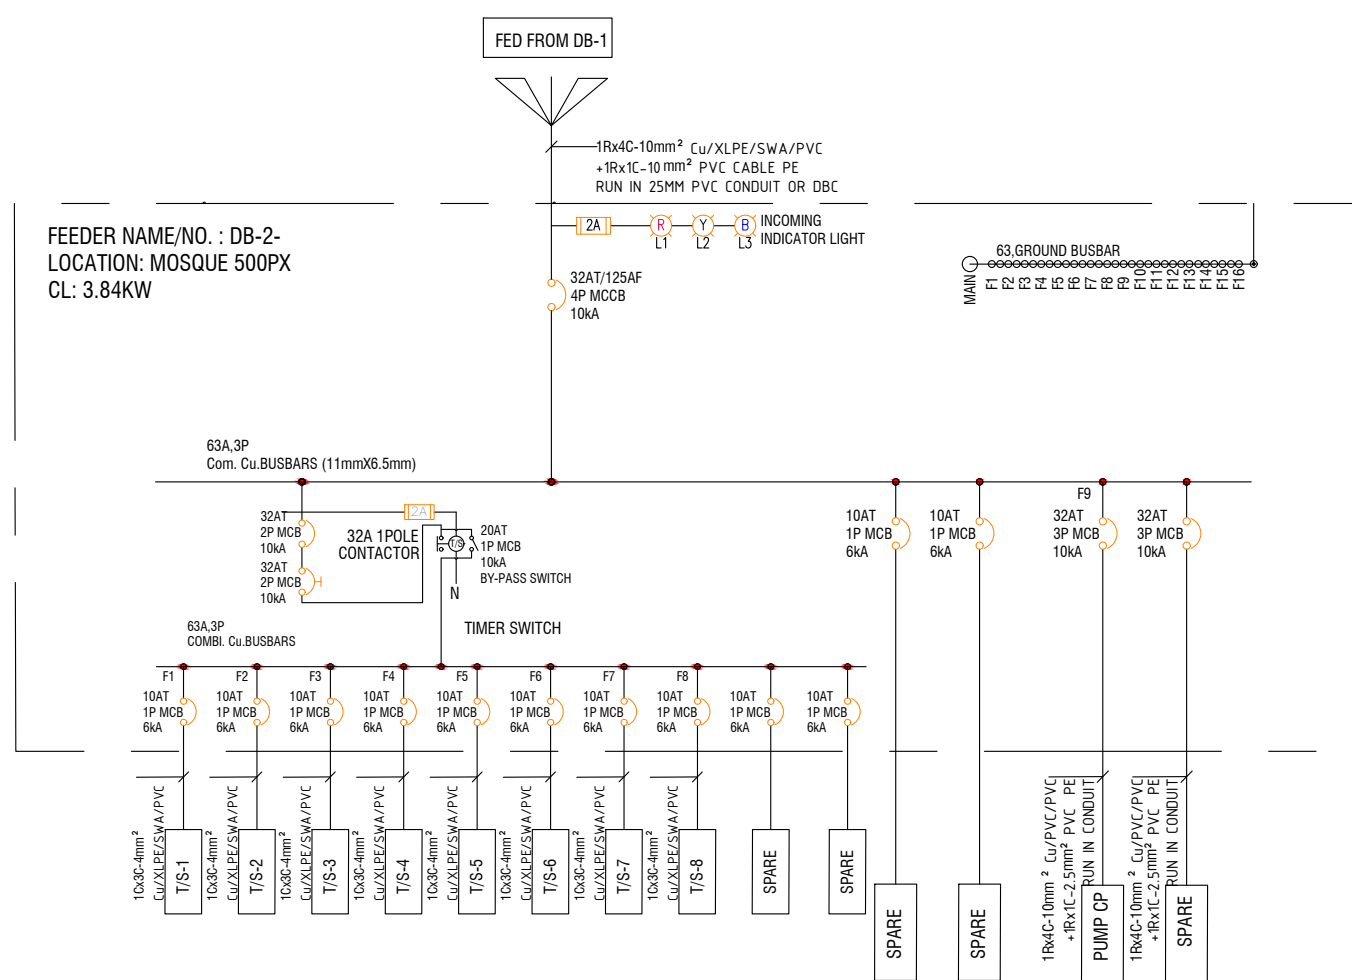 FED FROM DB-1
1Rx4C-10mm² Cu/XLPE/SWA/PVC
+1Rx1C-10 mm² PVC CABLE PE
RUN IN 25MM PVC CONDUIT OR DBC
FEEDER NAME/NO. : DB-2-
LOCATION: MOSQUE 500PX
CL: 3.84KW
2A
R
Y
B
L1
L2
L3
INCOMING
INDICATOR LIGHT
32AT/125AF
4P MCCB
10kA
63,GROUND BUSBAR
MAIN
F1
F2
F3
F4
F5
F6
F7
F8
F9
F10
F11
F12
F13
F14
F15
F16
63A,3P
Com. Cu.BUSBARS (11mmX6.5mm)
32AT
2P MCB
10kA
32AT
2P MCB
10kA
2A
32A 1POLE
CONTACTOR
T/S
20AT
1P MCB
10kA
BY-PASS SWITCH
N
TIMER SWITCH
10AT
1P MCB
6kA
10AT
1P MCB
6kA
F9
32AT
3P MCB
10kA
32AT
3P MCB
10kA
63A,3P
COMBI. Cu.BUSBARS
F1
10AT
1P MCB
6kA
F2
10AT
1P MCB
6kA
F3
10AT
1P MCB
6kA
F4
10AT
1P MCB
6kA
F5
10AT
1P MCB
6kA
F6
10AT
1P MCB
6kA
F7
10AT
1P MCB
6kA
F8
10AT
1P MCB
6kA
10AT
1P MCB
6kA
10AT
1P MCB
6kA
1Cx3C-4mm²
Cu/XLPE/SWA/PVC
T/S-1
1Cx3C-4mm²
Cu/XLPE/SWA/PVC
T/S-2
1Cx3C-4mm²
Cu/XLPE/SWA/PVC
T/S-3
1Cx3C-4mm²
Cu/XLPE/SWA/PVC
T/S-4
1Cx3C-4mm²
Cu/XLPE/SWA/PVC
T/S-5
1Cx3C-4mm²
Cu/XLPE/SWA/PVC
T/S-6
1Cx3C-4mm²
Cu/XLPE/SWA/PVC
T/S-7
1Cx3C-4mm²
Cu/XLPE/SWA/PVC
T/S-8
SPARE
SPARE
SPARE
SPARE
1Rx4C-10mm² Cu/PVC/PVC
+1Rx1C-2.5mm² PVC PE
RUN IN CONDUIT
PUMP CP
1Rx4C-10mm² Cu/PVC/PVC
+1Rx1C-2.5mm² PVC PE
RUN IN CONDUIT
SPARE